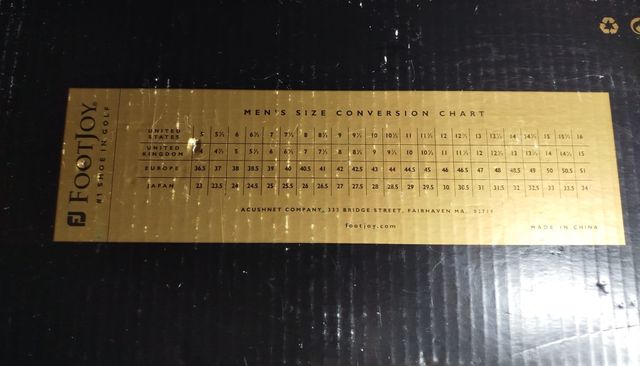 FJ
FOOTJOY®
#1 SHOE IN GOLF
MEN'S SIZE CONVERSION CHART
UNITED STATES 5 5½ 6 6½ 7 7½ 8 8½ 9 9½ 10 10½ 11 11½ 12 12½ 13 13½ 14 14½ 15 15½ 16
UNITED KINGDOM 4 4½ 5 5½ 6 6½ 7 7½ 8 8½ 9 9½ 10 10½ 11 11½ 12 12½ 13 13½ 14 14½ 15
EUROPE 36.5 37 38 38.5 39 40 40.5 41 42 42.5 43 44 44.5 45 46 46.5 47 48 48.5 49 50 50.5 51
JAPAN 23 23.5 24 24.5 25 25.5 26 26.5 27 27.5 28 28.5 29 29.5 30 30.5 31 31.5 32 32.5 33 33.5 34
ACUSHNET COMPANY, 333 BRIDGE STREET, FAIRHAVEN MA. 02719
footjoy.com
MADE IN CHINA